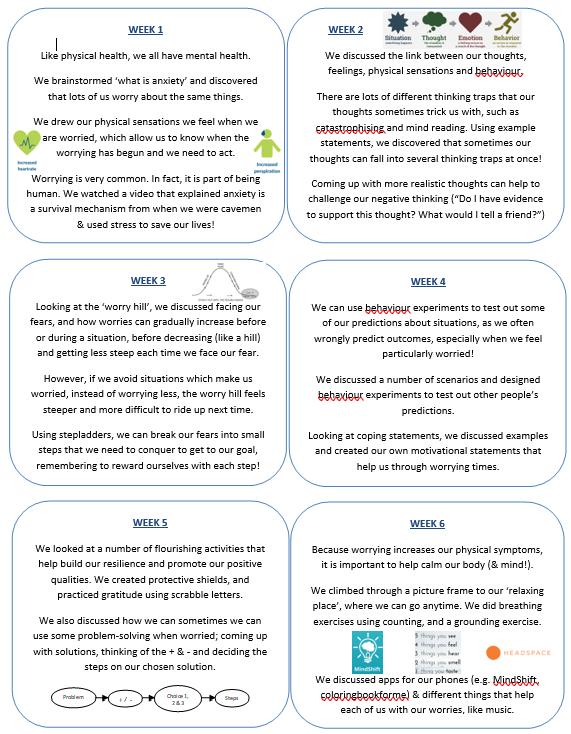 WEEK 1
Like physical health, we all have mental health.
We brainstormed 'what is anxiety' and discovered
that lots of us worry about the same things.
We drew our physical sensations we feel when we
are worried, which allow us to know when the
worrying has begun and we need to act.
Increased
heartrate
Increased
perspiration
Worrying is very common. In fact, it is part of being
human. We watched a video that explained anxiety is
a survival mechanism from when we were cavemen
& used stress to save our lives!
WEEK 2
Situation
Thought
Emotion
Behavior
We discussed the link between our thoughts,
feelings, physical sensations and behaviour.
There are lots of different thinking traps that our
thoughts sometimes trick us with, such as
catastrophising and mind reading. Using example
statements, we discovered that sometimes our
thoughts can fall into several thinking traps at once!
Coming up with more realistic thoughts can help to
challenge our negative thinking ("Do I have evidence
to support this thought? What would I tell a friend?")
WEEK 3
Looking at the 'worry hill', we discussed facing our
fears, and how worries can gradually increase before
or during a situation, before decreasing (like a hill)
and getting less steep each time we face our fear.
However, if we avoid situations which make us
worried, instead of worrying less, the worry hill feels
steeper and more difficult to ride up next time.
Using stepladders, we can break our fears into small
steps that we need to conquer to get to our goal,
remembering to reward ourselves with each step!
WEEK 4
We can use behaviour experiments to test out some
of our predictions about situations, as we often
wrongly predict outcomes, especially when we feel
particularly worried!
We discussed a number of scenarios and designed
behaviour experiments to test out other people's
predictions.
Looking at coping statements, we discussed examples
and created our own motivational statements that
help us through worrying times.
WEEK 5
We looked at a number of flourishing activities that
help build our resilience and promote our positive
qualities. We created protective shields, and
practiced gratitude using scrabble letters.
We also discussed how we can sometimes we can
use some problem-solving when worried; coming up
with solutions, thinking of the + & - and deciding the
steps on our chosen solution.
Problem
+ / -
Choice 1,
2 & 3
Steps
WEEK 6
Because worrying increases our physical symptoms,
it is important to help calm our body (& mind!).
We climbed through a picture frame to our 'relaxing
place', where we can go anytime. We did breathing
exercises using counting, and a grounding exercise.
MindShift
5 things you see
4 things you feel
3 things you hear
2 things you smell
1 things you taste
HEADSPACE
We discussed apps for our phones (e.g. MindShift,
coloringbookforme) & different things that help
each of us with our worries, like music.